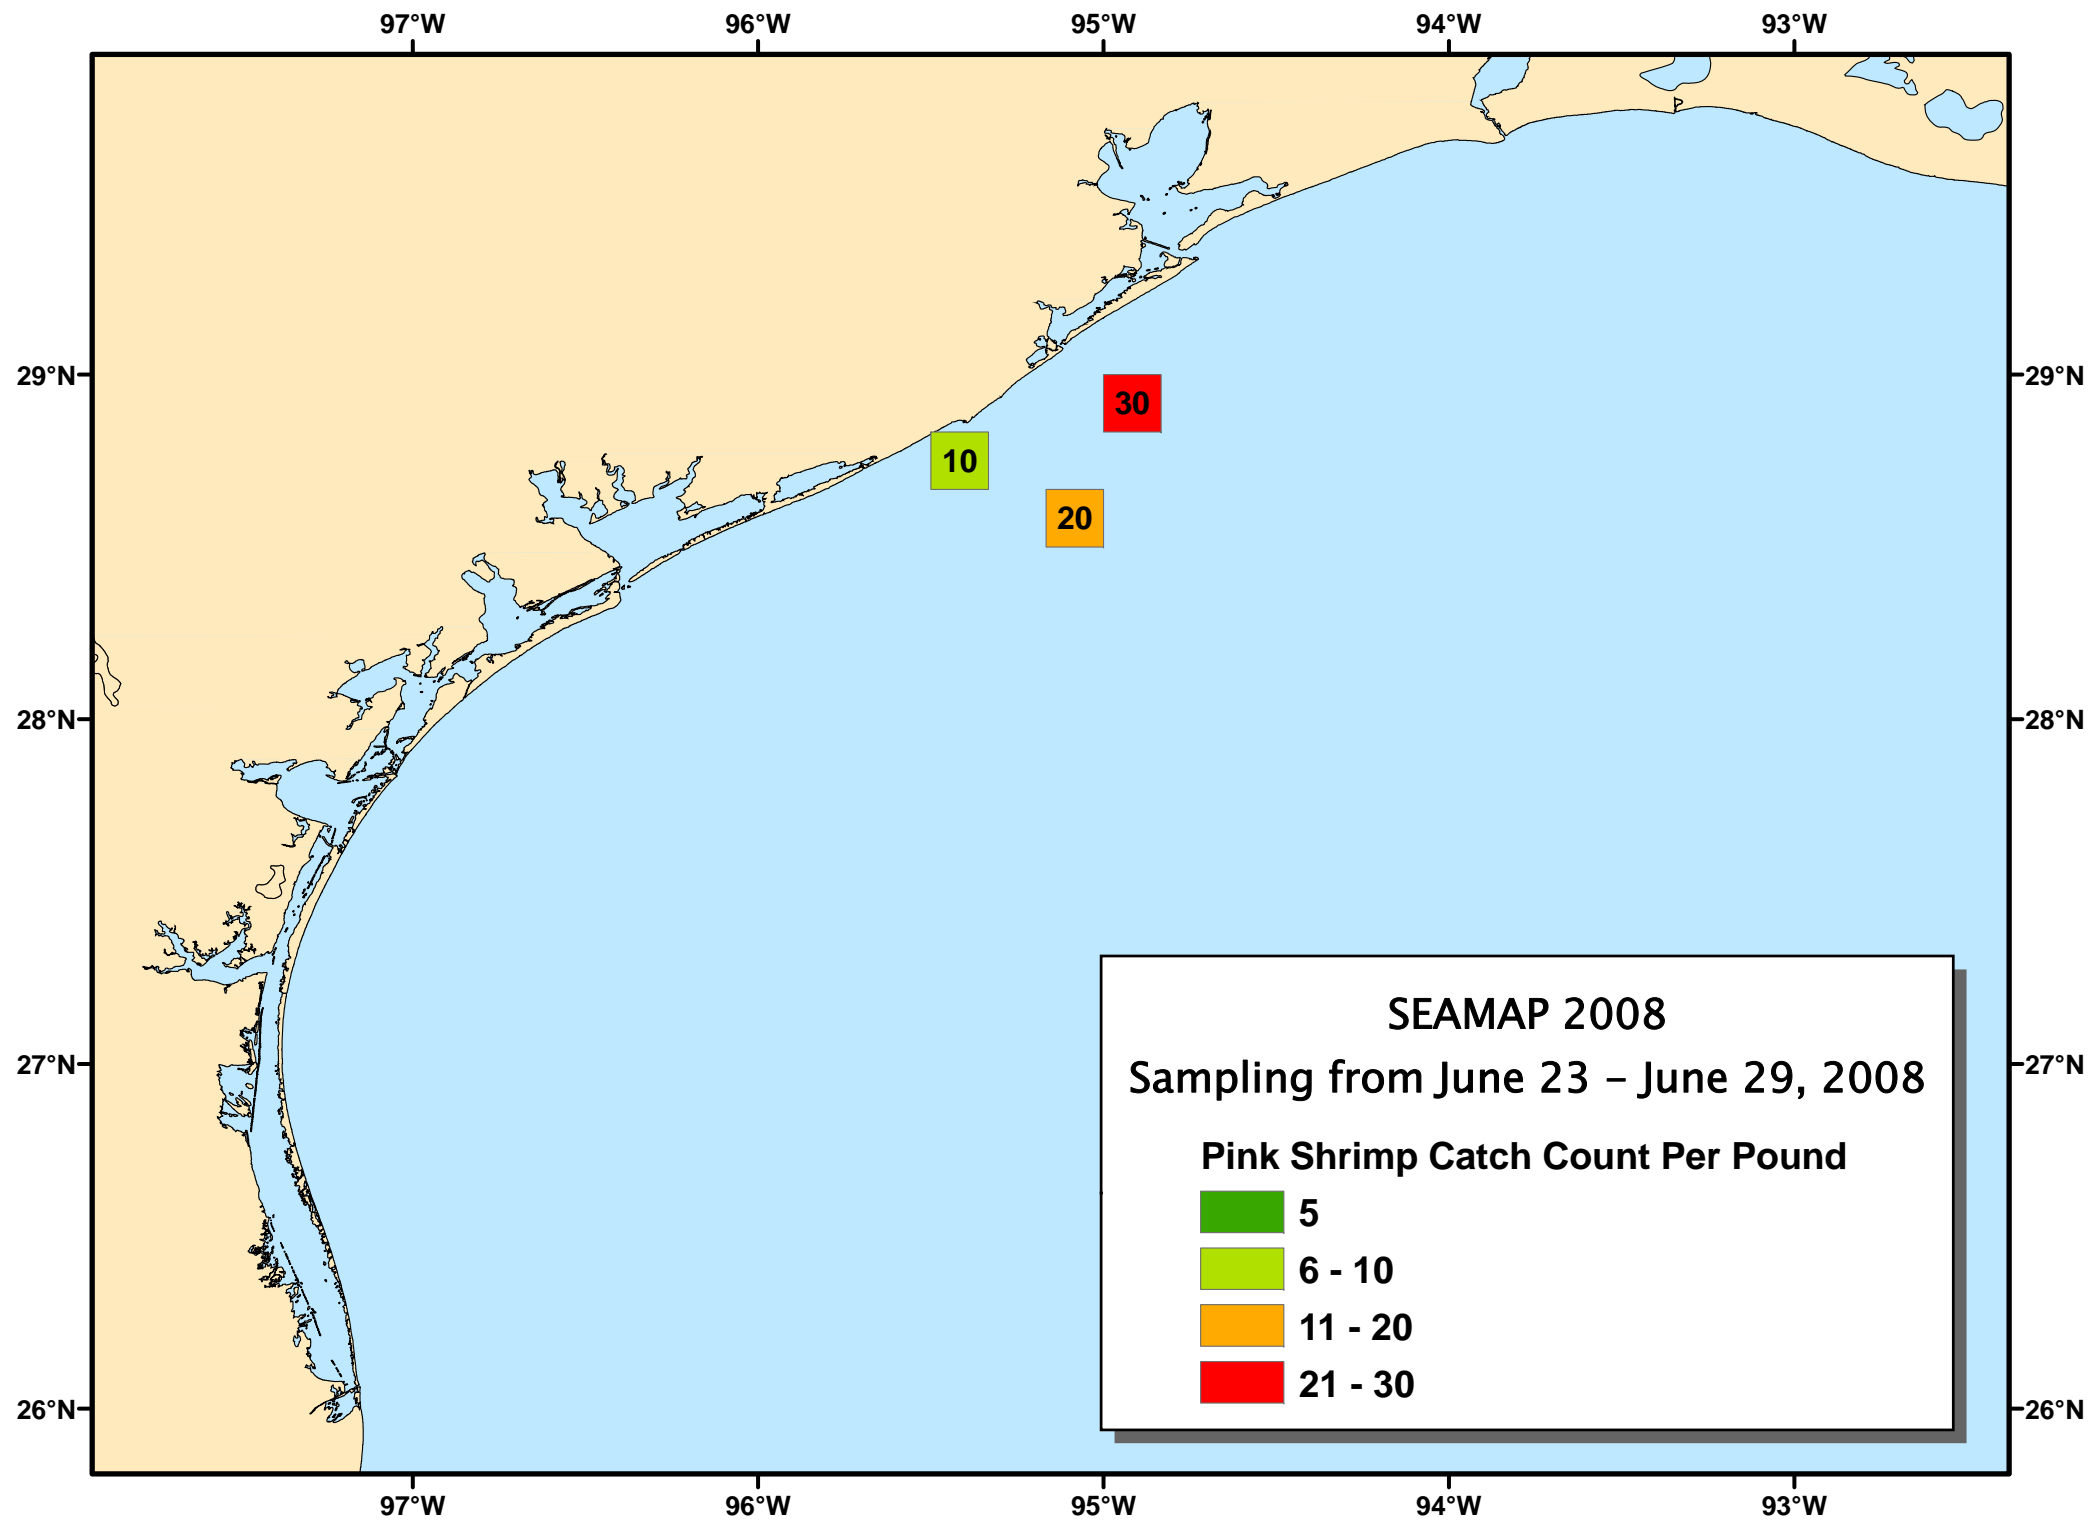 97°W 96°W 95°W 94°W 93°W
29°N 29°N
30
10
20
28°N 28°N
SEAMAP 2008
27°N Sampling from June 23 – June 29, 2008 27°N
Pink Shrimp Catch Count Per Pound
5
6 - 10
11 - 20
21 - 30
26°N 26°N
97°W 96°W 95°W 94°W 93°W